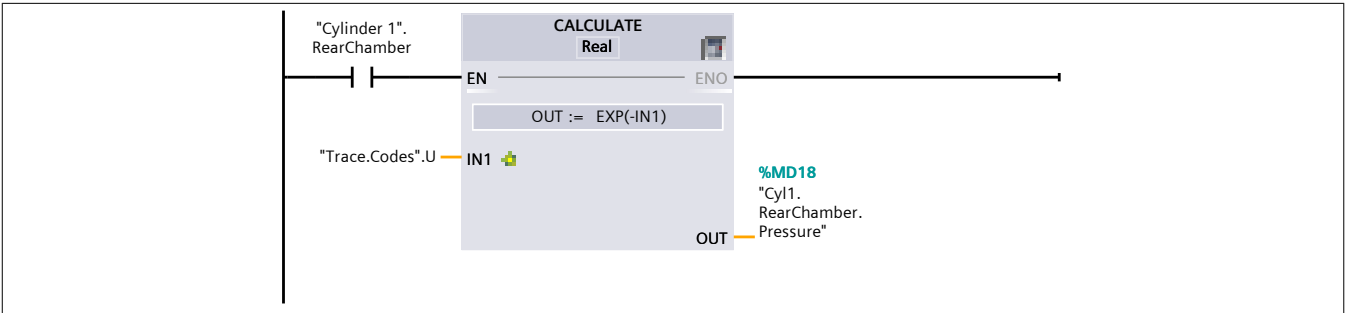 "Cylinder 1".
RearChamber
CALCULATE
Real
EN
ENO
OUT := EXP(-IN1)
"Trace.Codes".U
IN1
%MD18
"Cyl1.
RearChamber.
Pressure"
OUT